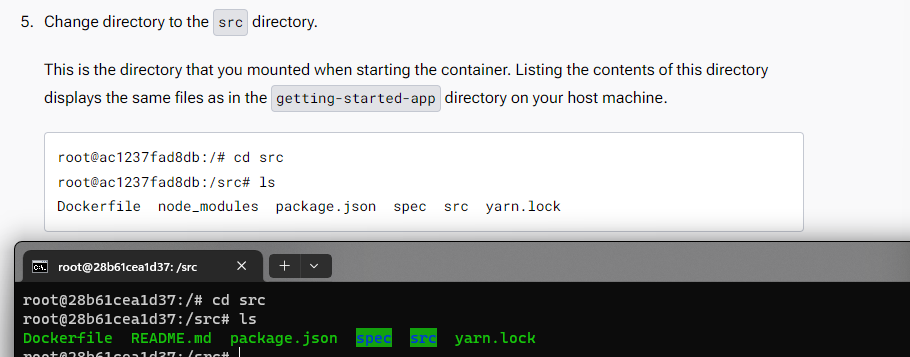 5. Change directory to the src directory.
This is the directory that you mounted when starting the container. Listing the contents of this directory
displays the same files as in the getting-started-app directory on your host machine.
root@ac1237fad8db:/# cd src
root@ac1237fad8db:/src# ls
Dockerfile  node_modules  package.json  spec  src  yarn.lock
root@28b61cea1d37: /src
root@28b61cea1d37:/# cd src
root@28b61cea1d37:/src# ls
Dockerfile  README.md  package.json  spec  src  yarn.lock
root@28b61cea1d37:/src#